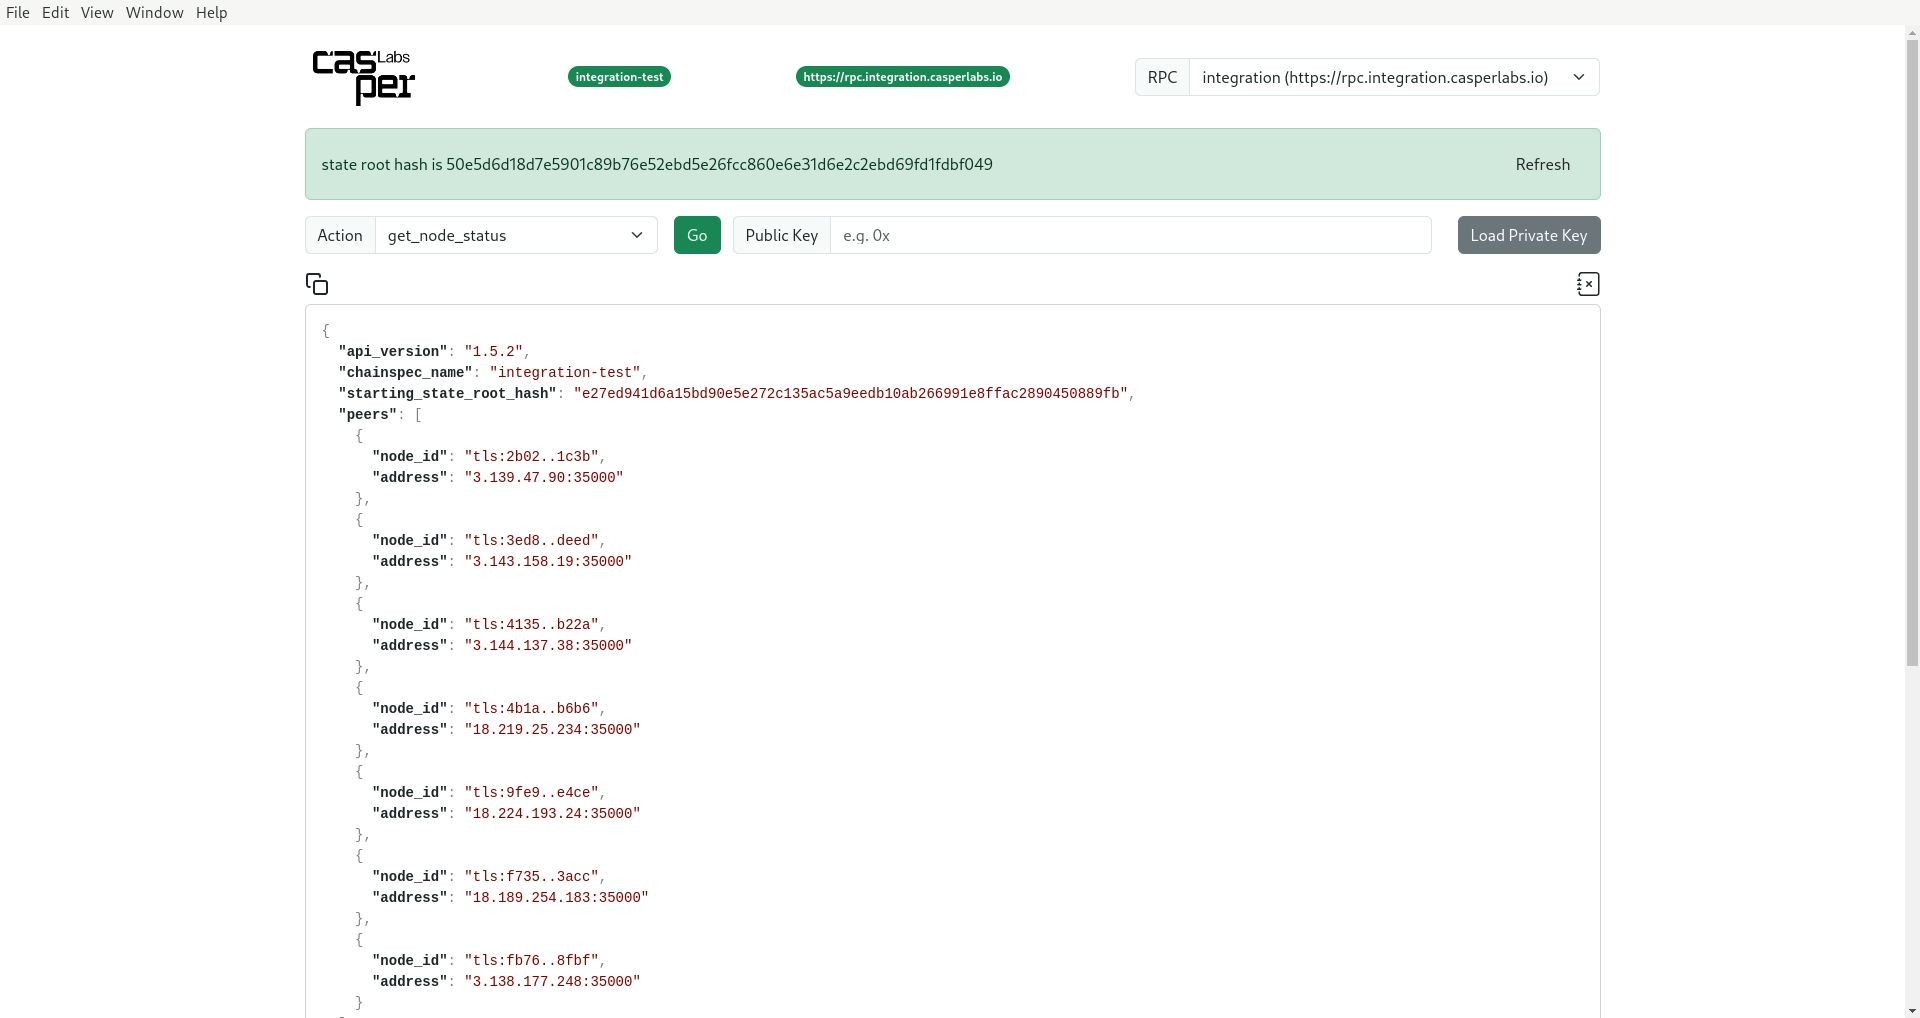 File Edit View Window Help
casper Labs
integration-test
https://rpc.integration.casperlabs.io
RPC integration (https://rpc.integration.casperlabs.io)
state root hash is 50e5d6d18d7e5901c89b76e52ebd5e26fcc860e6e31d6e2c2ebd69fd1fdbf049 Refresh
Action get_node_status Go Public Key e.g. 0x Load Private Key
{
"api_version": "1.5.2",
"chainspec_name": "integration-test",
"starting_state_root_hash": "e27ed941d6a15bd90e5e272c135ac5a9eedb10ab266991e8ffac2890450889fb",
"peers": [
{
"node_id": "tls:2b02..1c3b",
"address": "3.139.47.90:35000"
},
{
"node_id": "tls:3ed8..deed",
"address": "3.143.158.19:35000"
},
{
"node_id": "tls:4135..b22a",
"address": "3.144.137.38:35000"
},
{
"node_id": "tls:4b1a..b6b6",
"address": "18.219.25.234:35000"
},
{
"node_id": "tls:9fe9..e4ce",
"address": "18.224.193.24:35000"
},
{
"node_id": "tls:f735..3acc",
"address": "18.189.254.183:35000"
},
{
"node_id": "tls:fb76..8fbf",
"address": "3.138.177.248:35000"
}